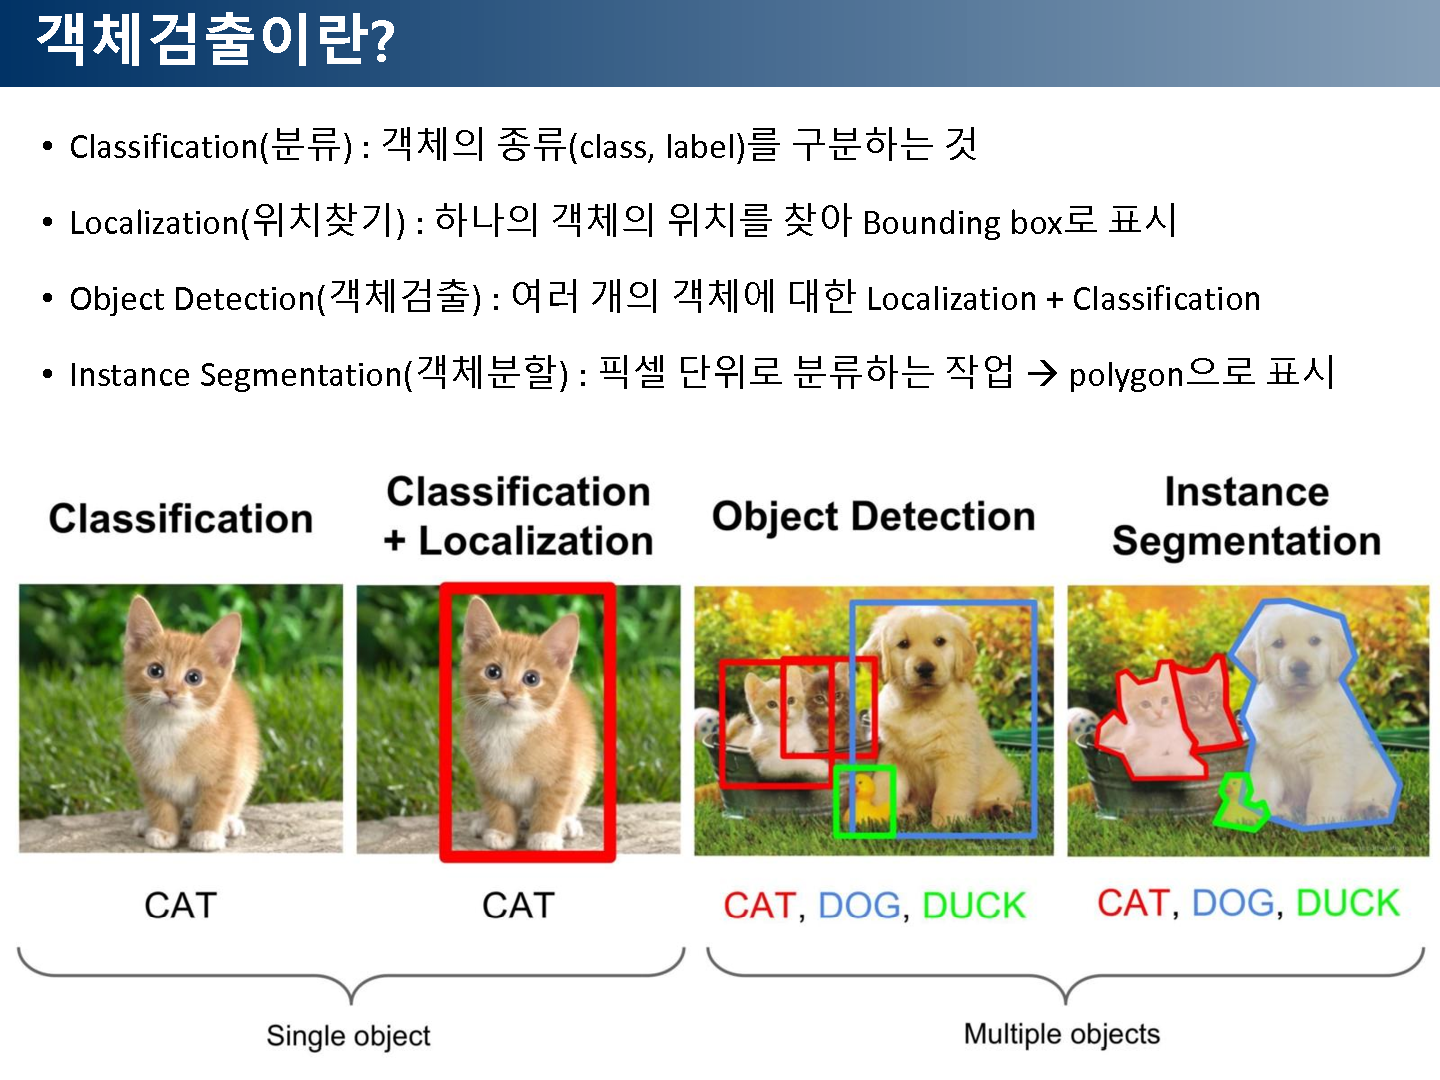 객체검출이란?
• Classification(분류) : 객체의 종류(class, label)를 구분하는 것
• Localization(위치찾기) : 하나의 객체의 위치를 찾아 Bounding box로 표시
• Object Detection(객체검출) : 여러 개의 객체에 대한 Localization + Classification
• Instance Segmentation(객체분할) : 픽셀 단위로 분류하는 작업 → polygon으로 표시
Classification
Classification
+ Localization
Object Detection
Instance
Segmentation
CAT
CAT
CAT, DOG, DUCK
CAT, DOG, DUCK
Single object
Multiple objects